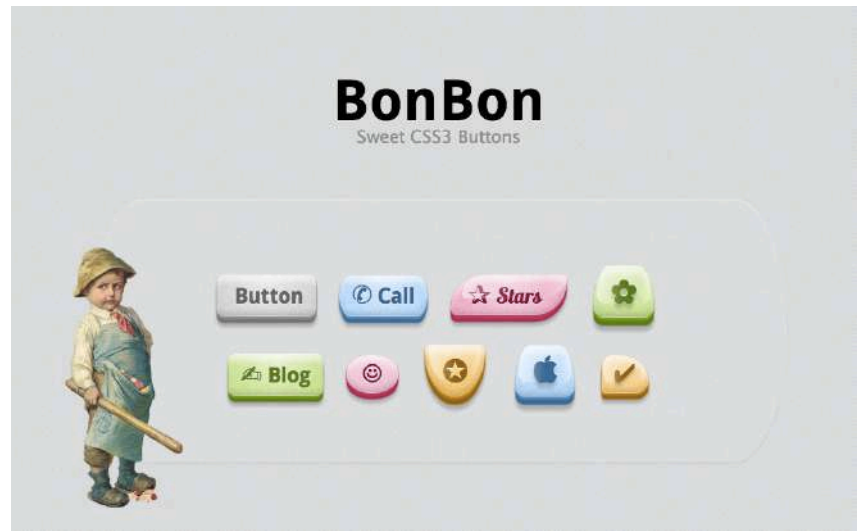 BonBon
Sweet CSS3 Buttons
Button
✆ Call
☆ Stars
✍ Blog